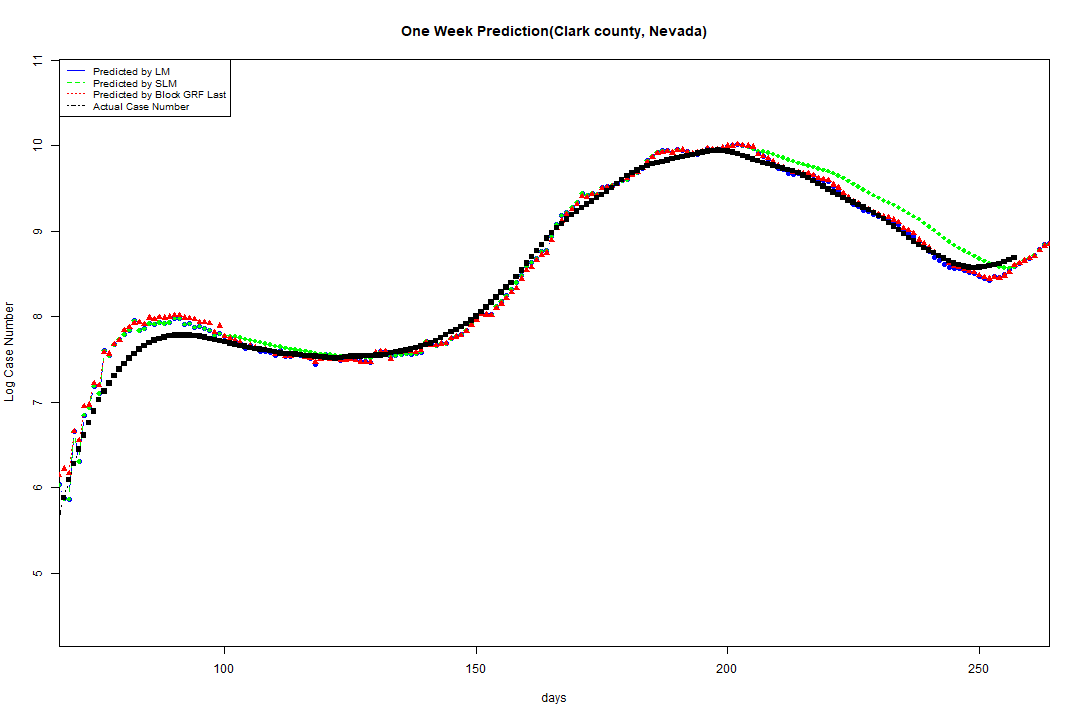 One Week Prediction(Clark county, Nevada)
Predicted by LM
Predicted by SLM
Predicted by Block GRF Last
Actual Case Number
11
10
9
8
7
6
5
Log Case Number
100 150 200 250
days